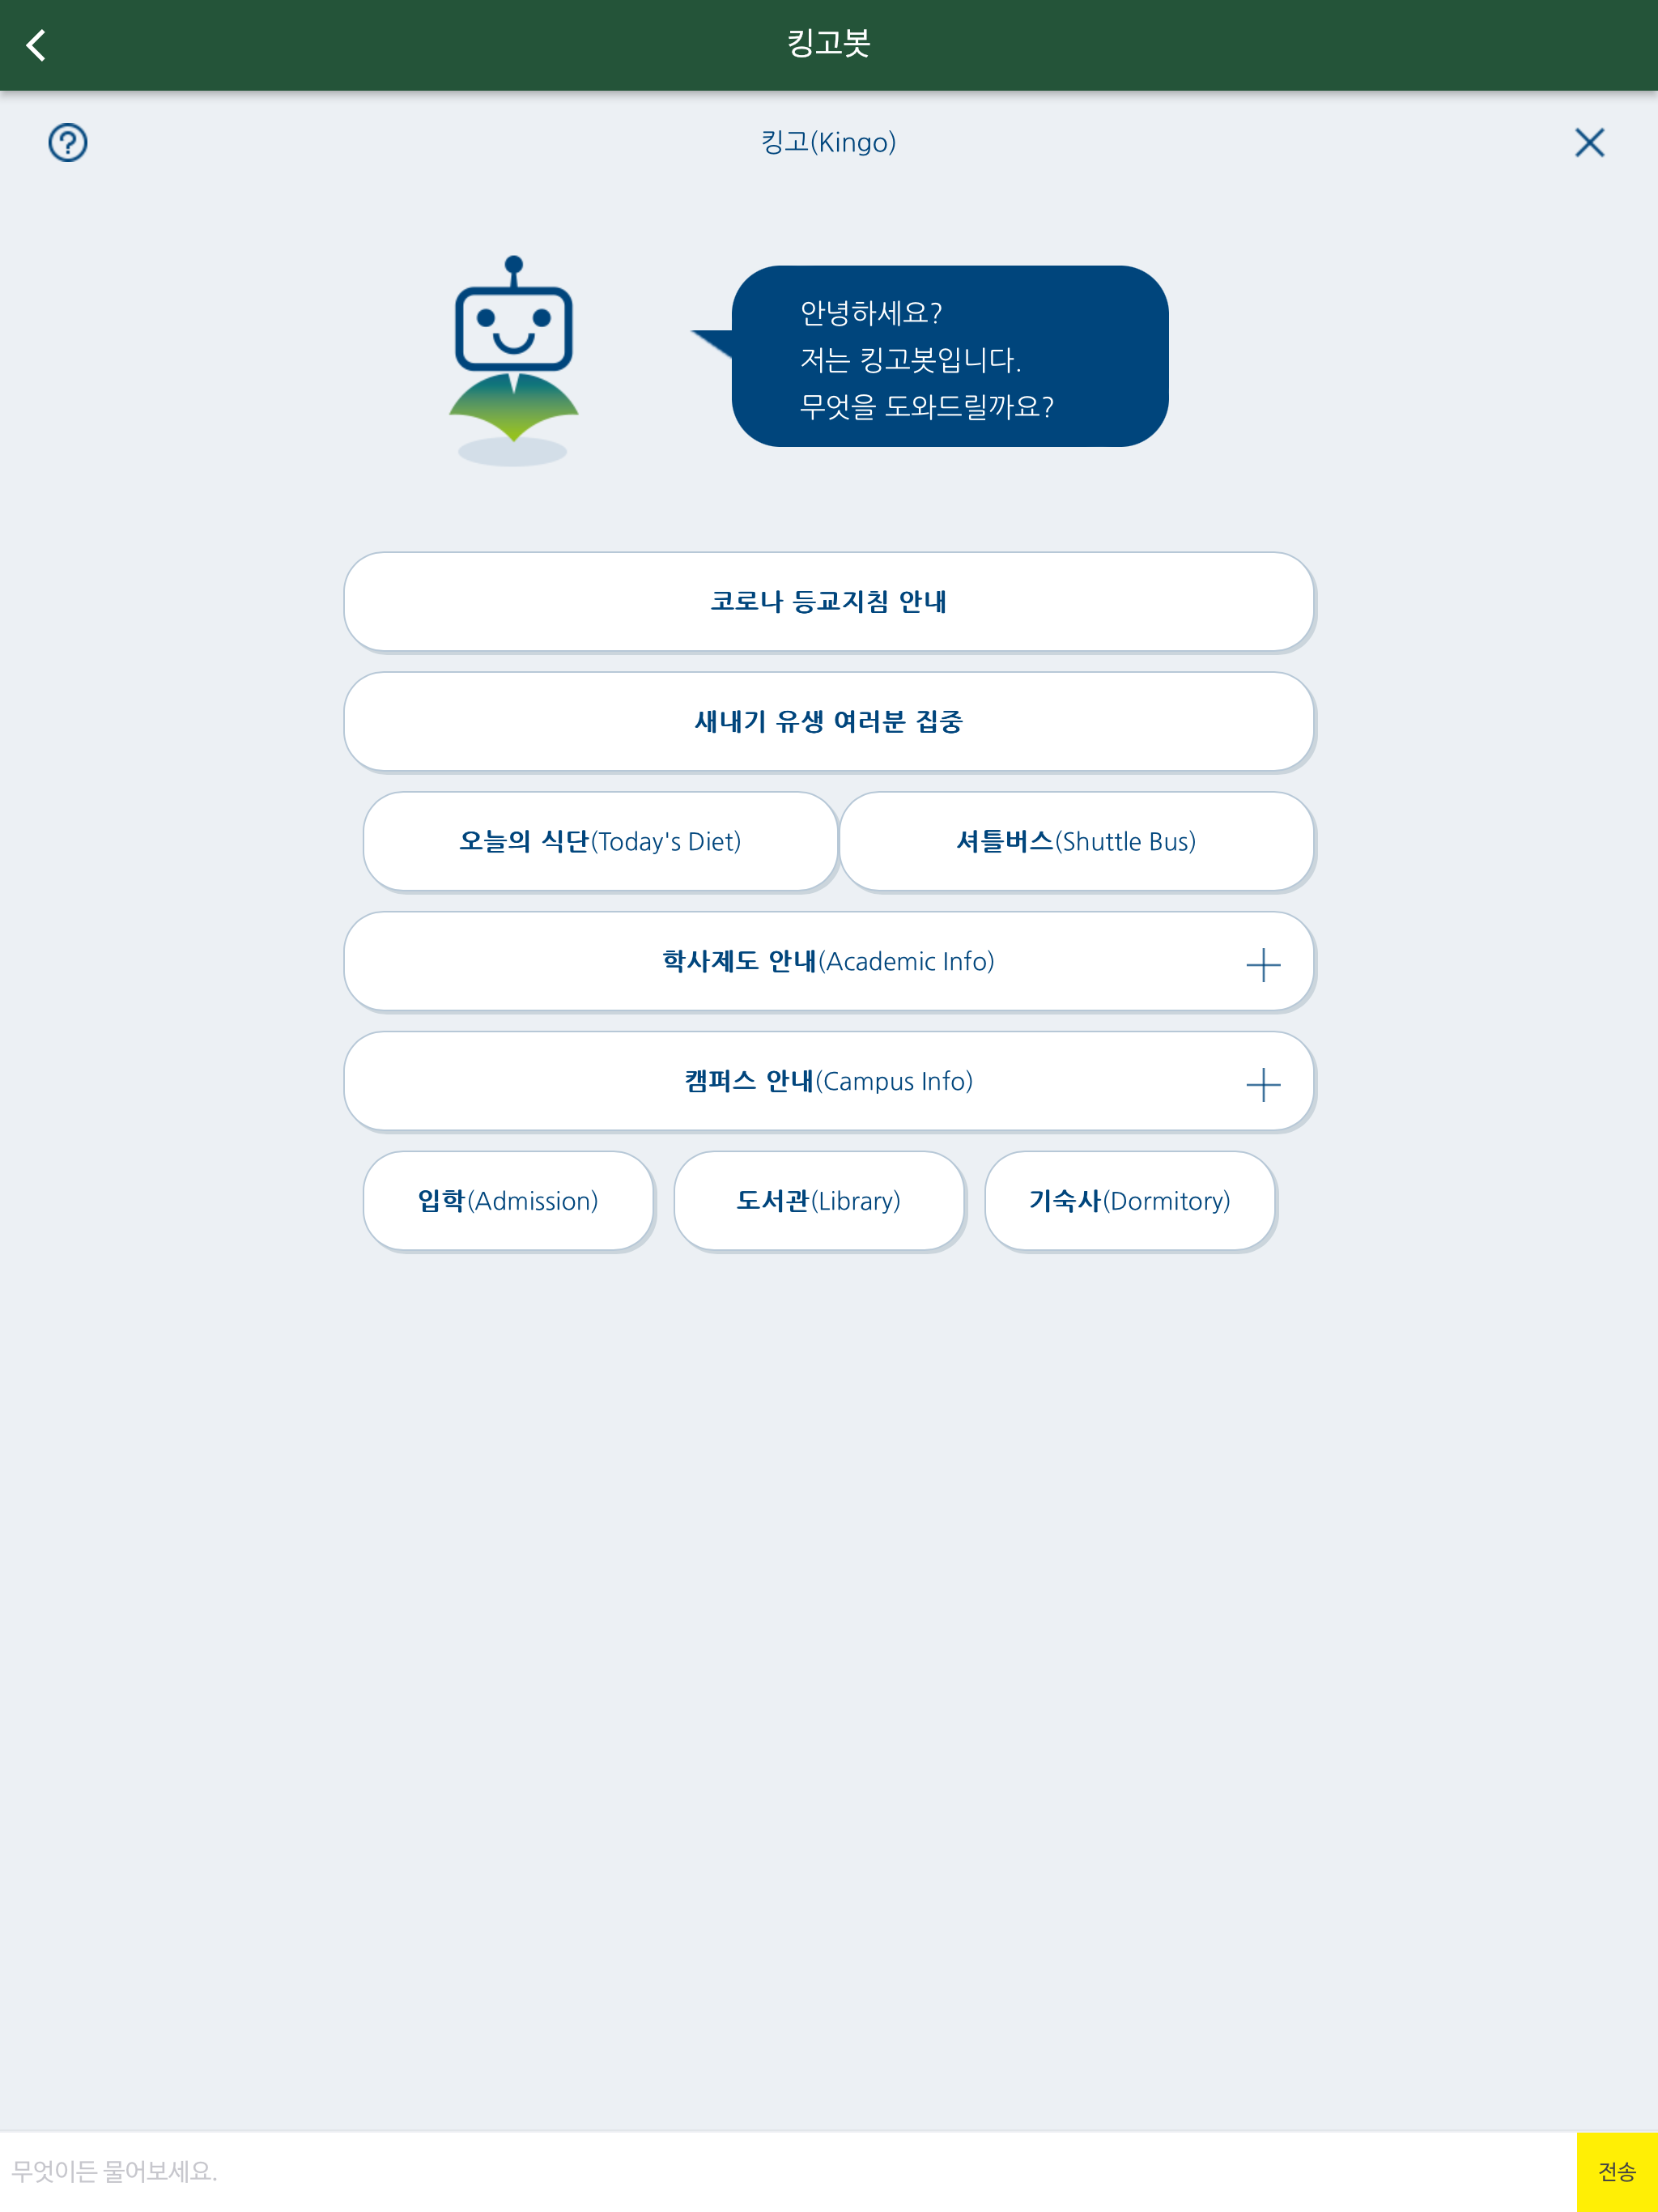 킹고봇
킹고(Kingo)
안녕하세요?
저는 킹고봇입니다.
무엇을 도와드릴까요?
코로나 등교지침 안내
새내기 유생 여러분 집중
오늘의 식단(Today's Diet)
셔틀버스(Shuttle Bus)
학사제도 안내(Academic Info)
캠퍼스 안내(Campus Info)
입학(Admission)
도서관(Library)
기숙사(Dormitory)
무엇이든 물어보세요.
전송